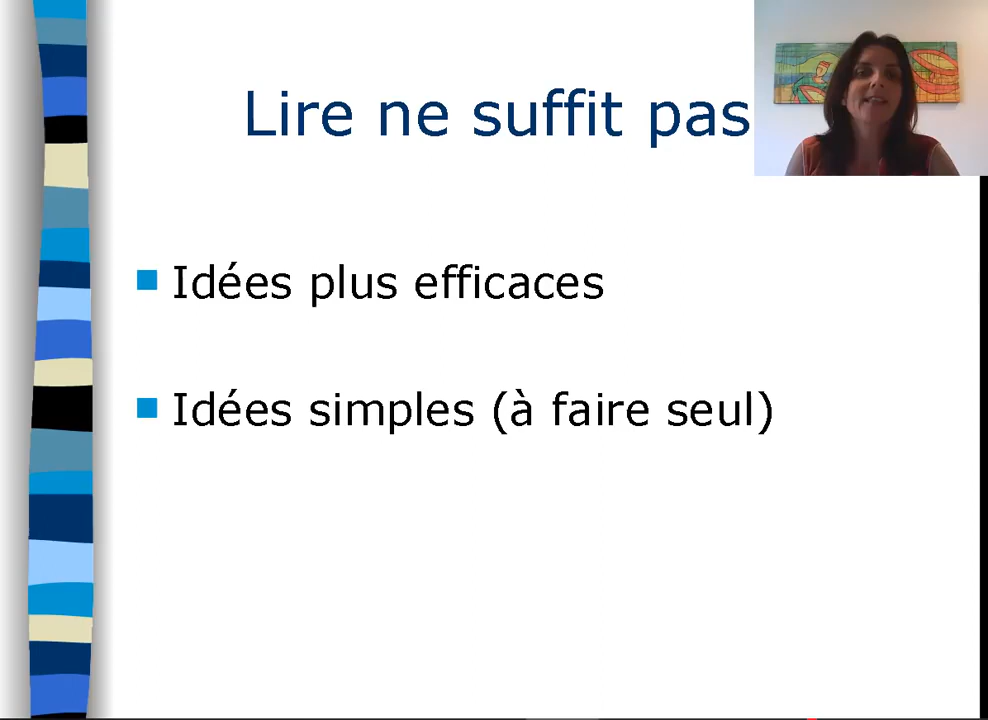 Lire ne suffit pas
Idées plus efficaces
Idées simples (à faire seul)